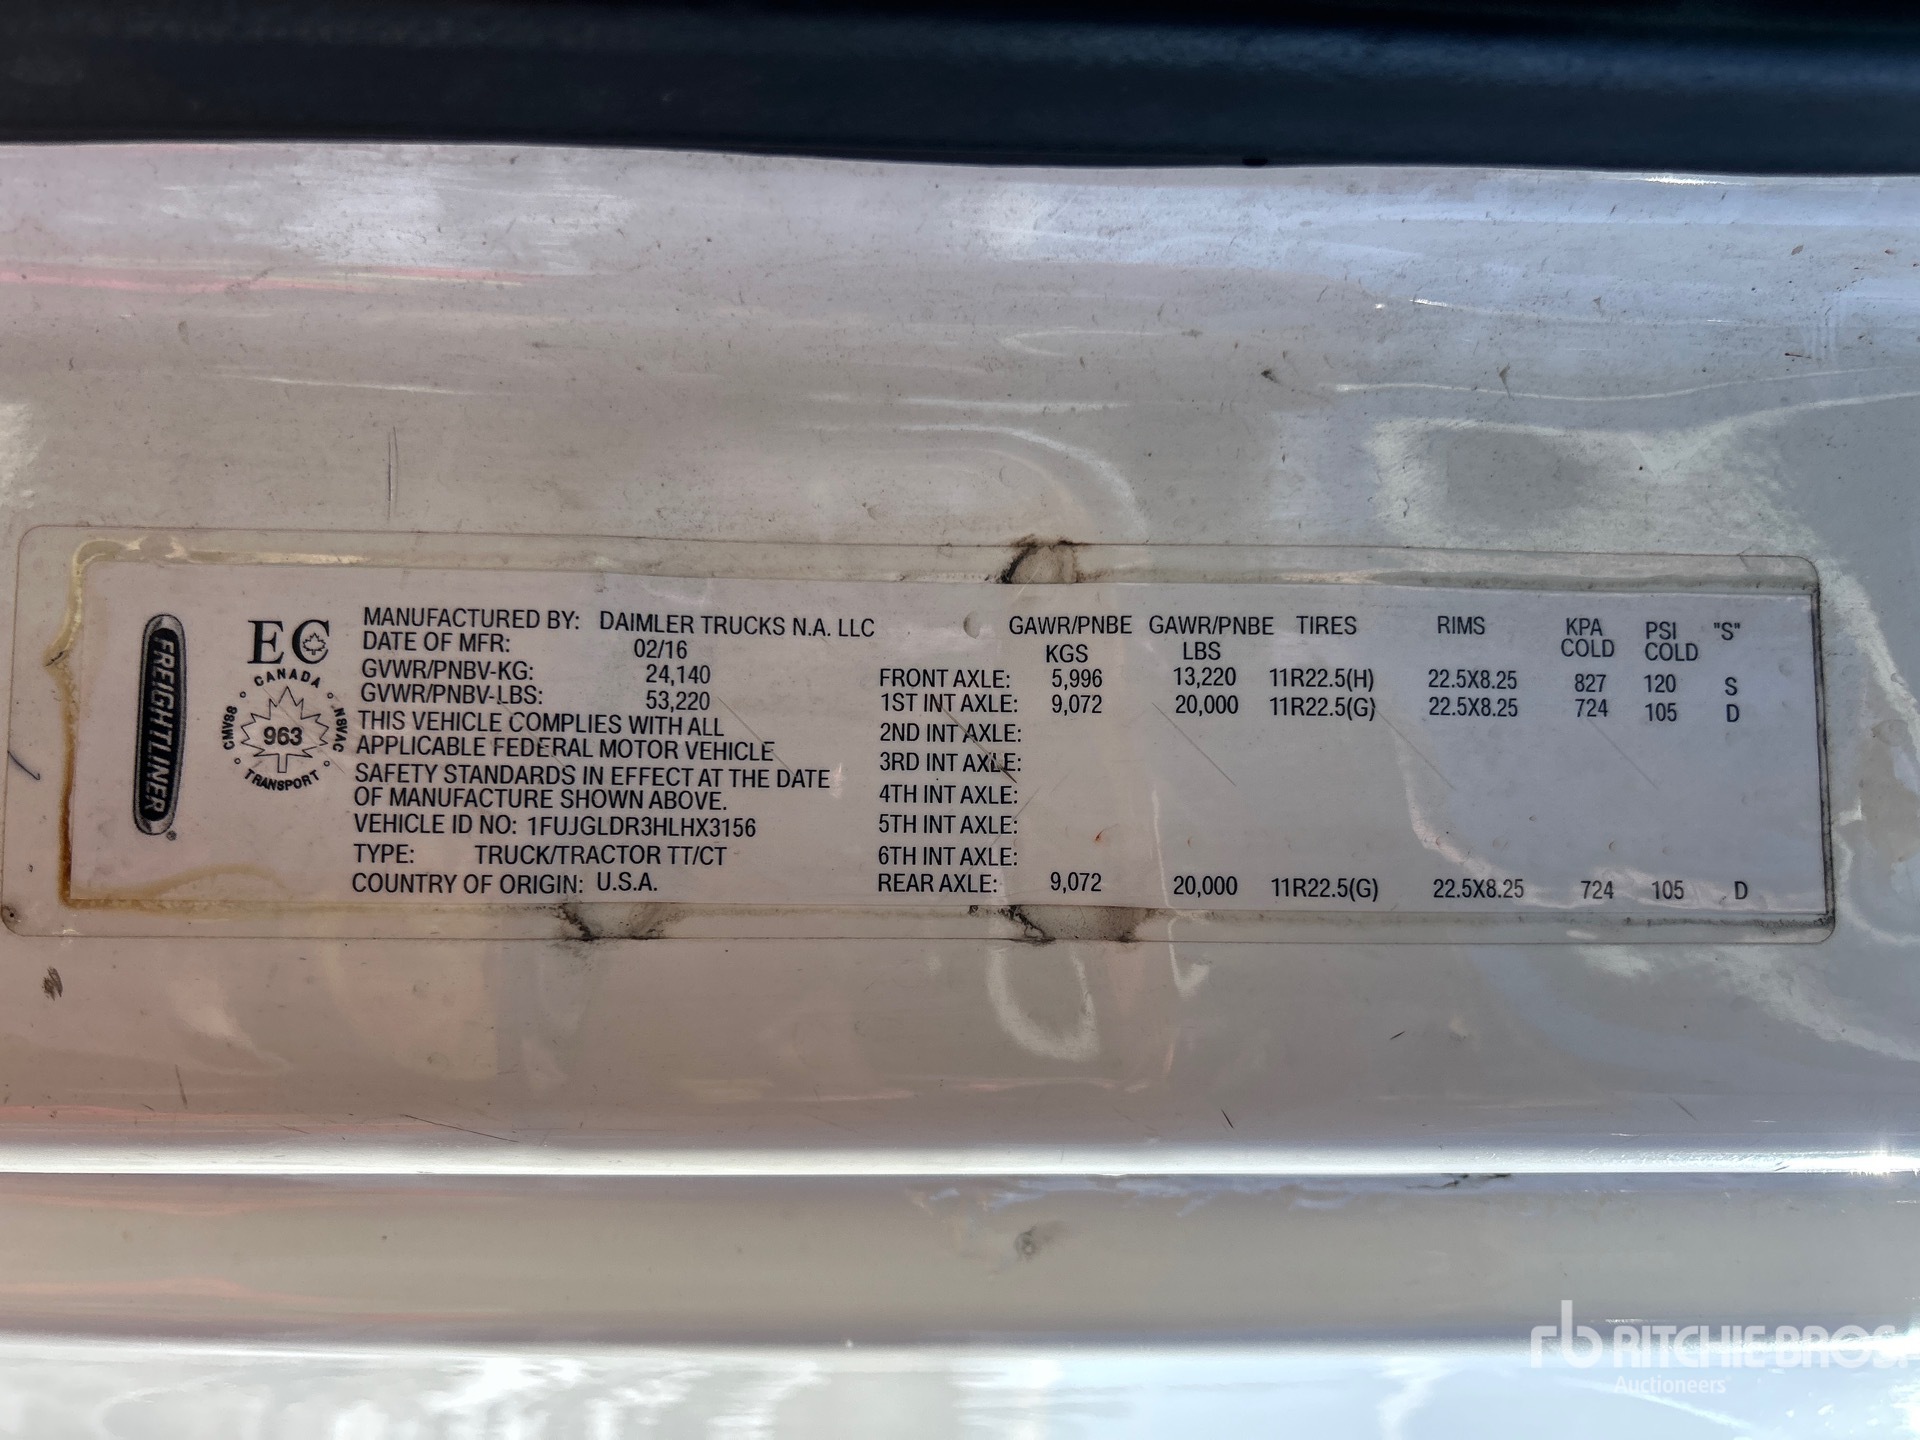 FREIGHTLINER®
EC
CANADA
CMVSS NSVAC
963
TRANSPORT
MANUFACTURED BY: DAIMLER TRUCKS N.A. LLC
DATE OF MFR: 02/16
GVWR/PNBV-KG: 24,140
GVWR/PNBV-LBS: 53,220
THIS VEHICLE COMPLIES WITH ALL
APPLICABLE FEDERAL MOTOR VEHICLE
SAFETY STANDARDS IN EFFECT AT THE DATE
OF MANUFACTURE SHOWN ABOVE.
VEHICLE ID NO: 1FUJGLDR3HLHX3156
TYPE: TRUCK/TRACTOR TT/CT
COUNTRY OF ORIGIN: U.S.A.
GAWR/PNBE GAWR/PNBE TIRES RIMS KPA PSI "S"
KGS LBS COLD COLD
FRONT AXLE: 5,996 13,220 11R22.5(H) 22.5X8.25 827 120 S
1ST INT AXLE: 9,072 20,000 11R22.5(G) 22.5X8.25 724 105 D
2ND INT AXLE:
3RD INT AXLE:
4TH INT AXLE:
5TH INT AXLE:
6TH INT AXLE:
REAR AXLE: 9,072 20,000 11R22.5(G) 22.5X8.25 724 105 D
rb RITCHIE BROS.
Auctioneers